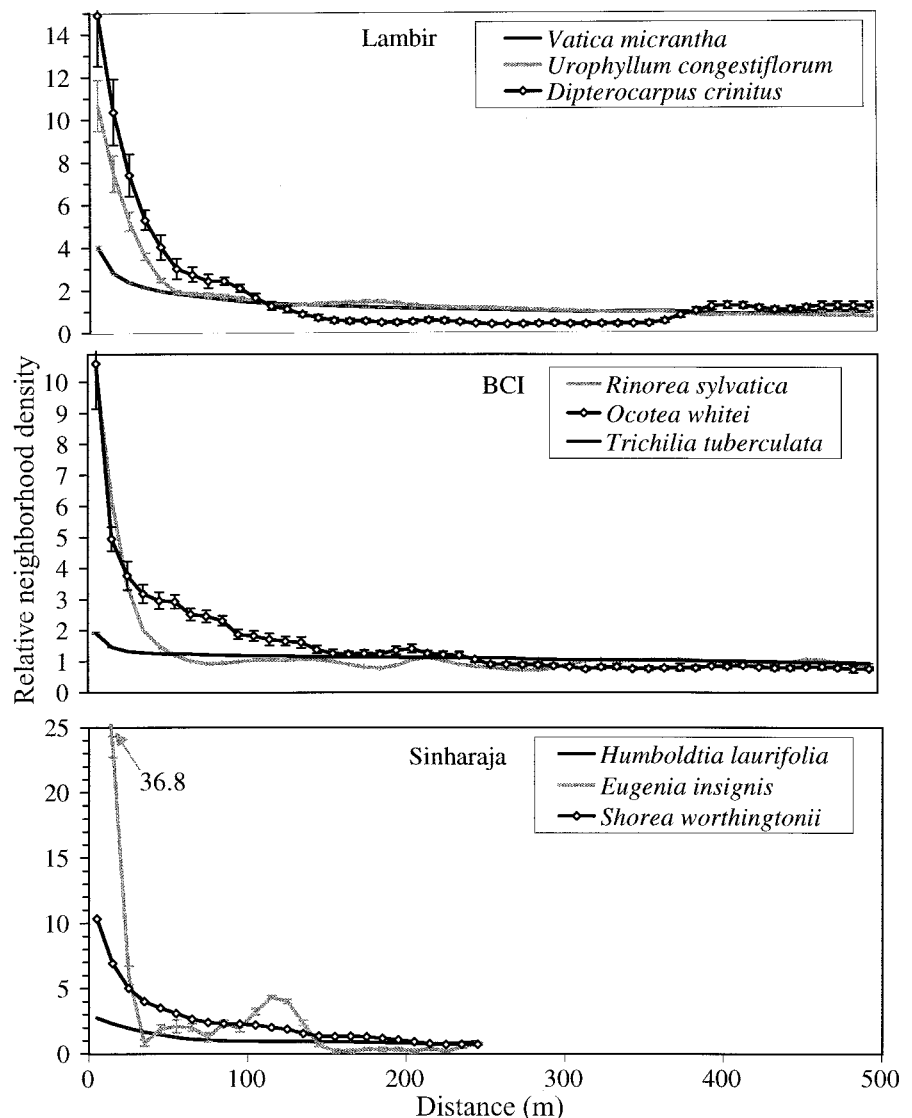 Relative neighborhood density
Lambir
Vatica micrantha
Urophyllum congestiflorum
Dipterocarpus crinitus
14
12
10
8
6
4
2
0
BCI
Rinorea sylvatica
Ocotea whitei
Trichilia tuberculata
10
9
8
7
6
5
4
3
2
1
0
Sinharaja
Humboldtia laurifolia
Eugenia insignis
Shorea worthingtonii
36.8
25
20
15
10
5
0
0 100 200 300 400 500
Distance (m)